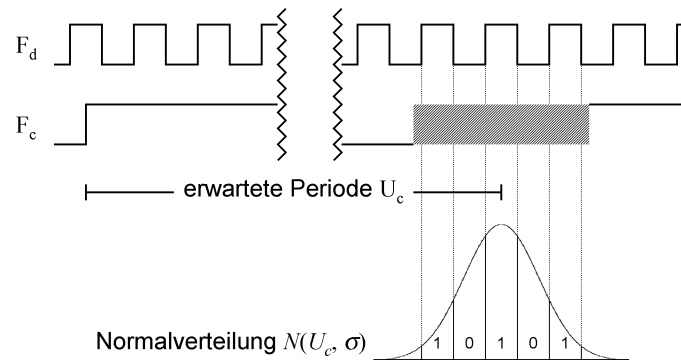 F_d
F_c
erwartete Periode U_c
Normalverteilung N(U_c, σ)
1 0 1 0 1